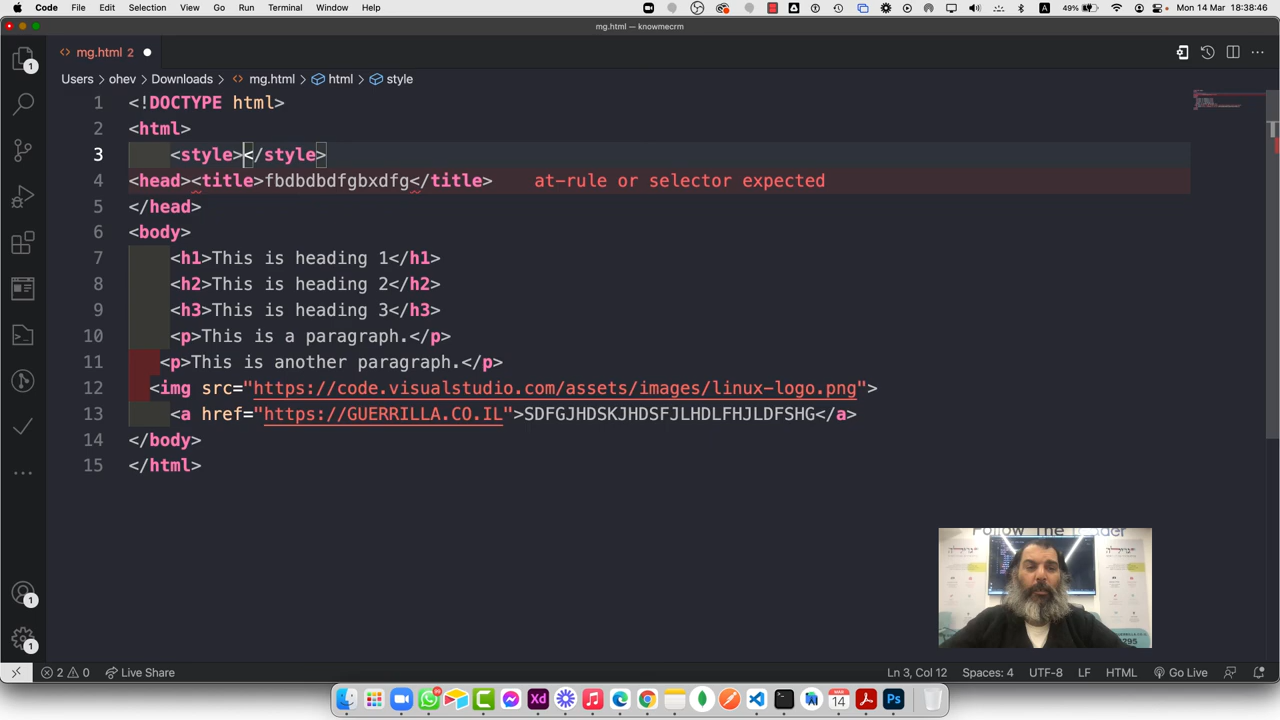 Code File Edit Selection View Go Run Terminal Window Help 49% Mon 14 Mar 18:38:46
mg.html — knowmecrm
mg.html 2
Users ohev Downloads mg.html html style
1 <!DOCTYPE html>
2 <html>
3 <style></style>
4 <head><title>fbdbdbdfgbxdfg</title> at-rule or selector expected
5 </head>
6 <body>
7 <h1>This is heading 1</h1>
8 <h2>This is heading 2</h2>
9 <h3>This is heading 3</h3>
10 <p>This is a paragraph.</p>
11 <p>This is another paragraph.</p>
12 <img src="https://code.visualstudio.com/assets/images/linux-logo.png">
13 <a href="https://GUERRILLA.CO.IL">SDFGJHDSKJHDSFJLHDLFHJLDFSHG</a>
14 </body>
15 </html>
Follow The Leader
2 0 Live Share Ln 3, Col 12 Spaces: 4 UTF-8 LF HTML Go Live